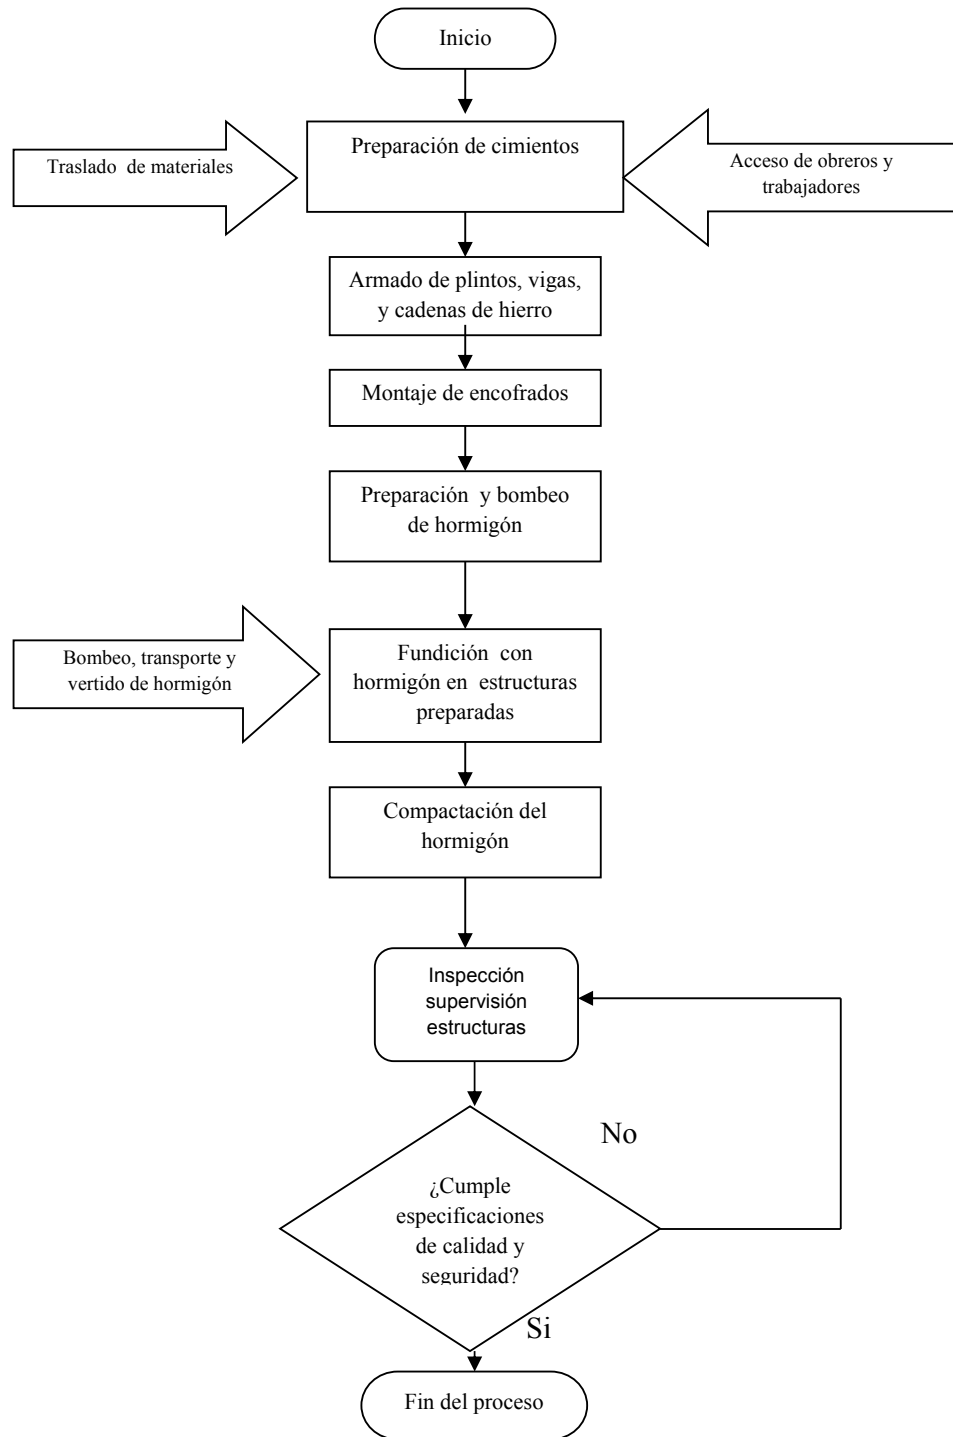 Inicio
Preparación de cimientos
Traslado de materiales
Acceso de obreros y
trabajadores
Armado de plintos, vigas,
y cadenas de hierro
Montaje de encofrados
Preparación y bombeo
de hormigón
Bombeo, transporte y
vertido de hormigón
Fundición con
hormigón en estructuras
preparadas
Compactación del
hormigón
Inspección
supervisión
estructuras
No
¿Cumple
especificaciones
de calidad y
seguridad?
Si
Fin del proceso